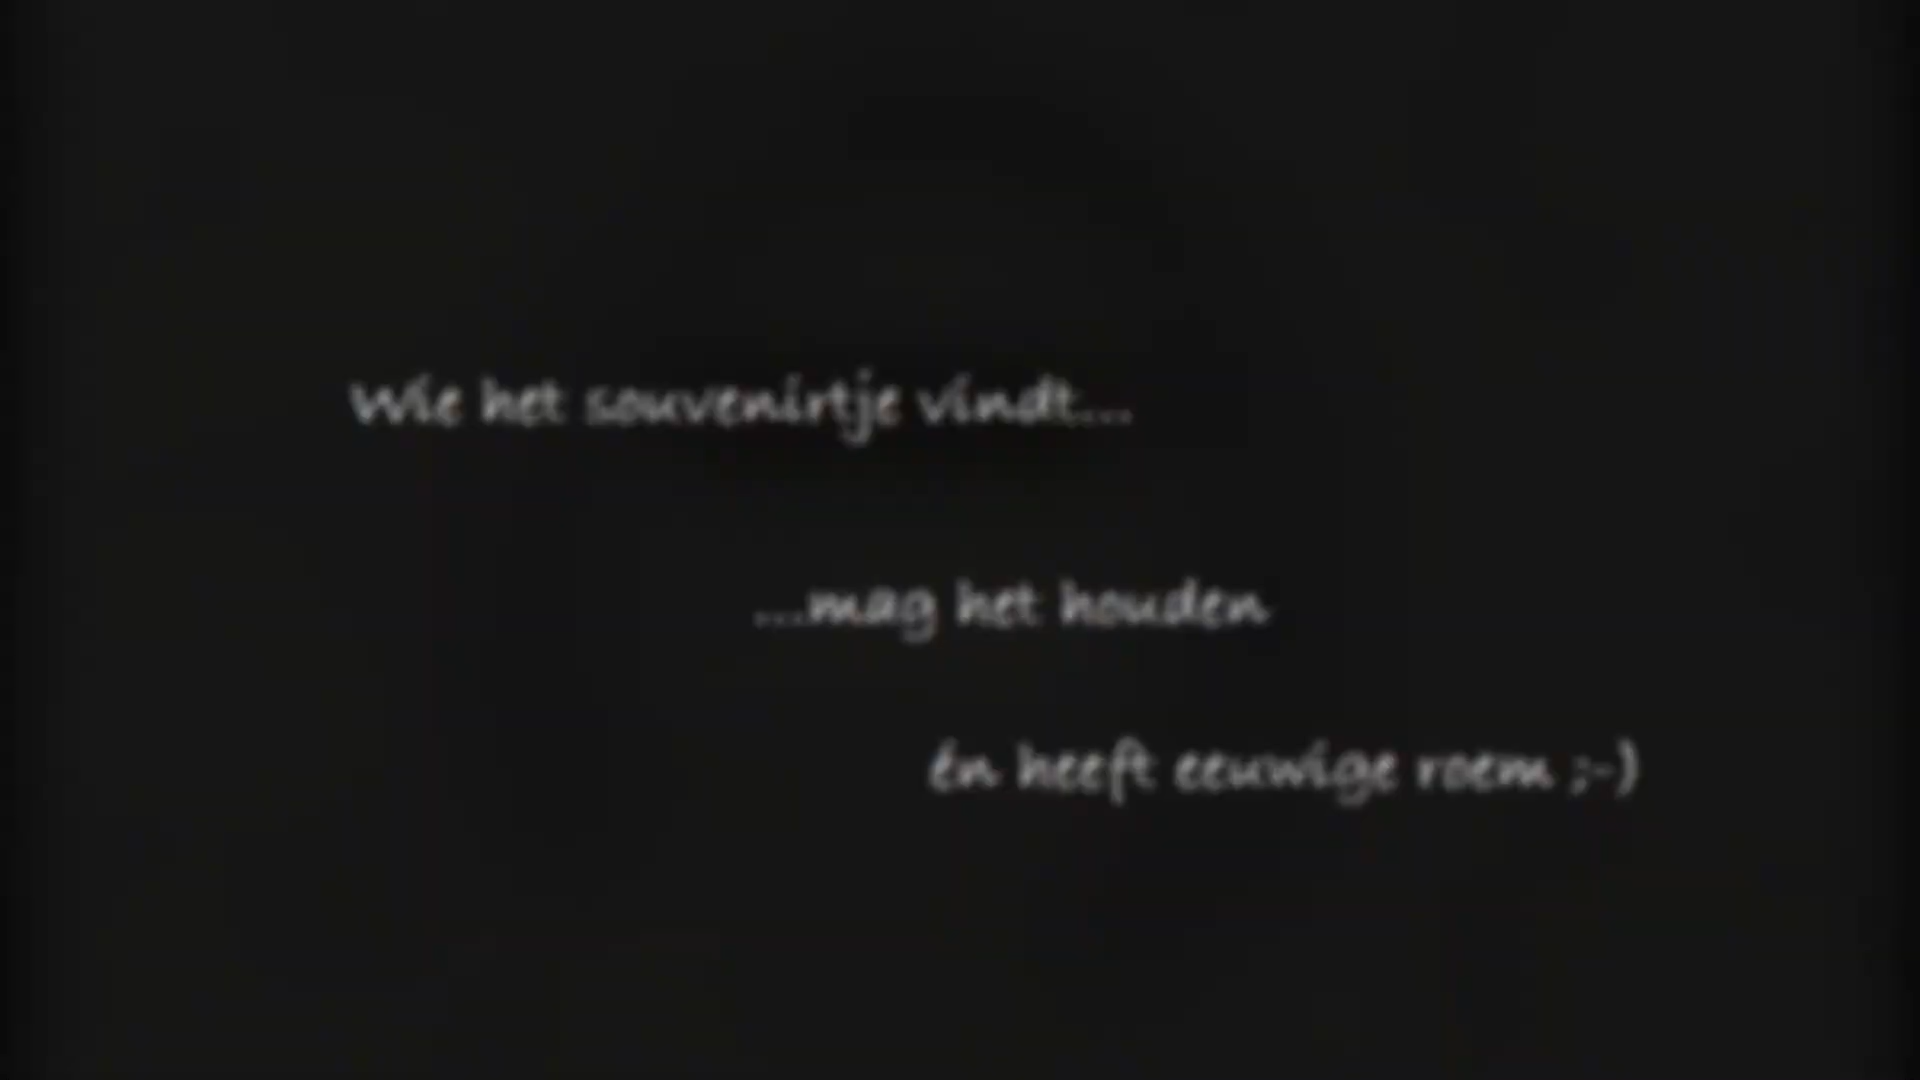 Wie het souvenirtje vindt...
...mag het houden
én heeft eeuwige roem ;-)